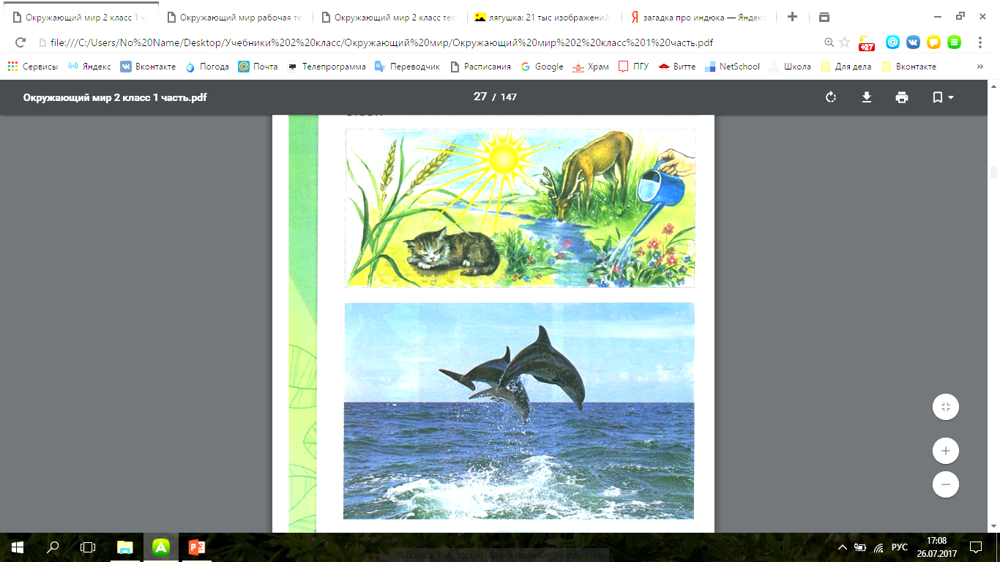 Окружающий мир 2 класс 1 ч
Окружающий мир рабочая те
Окружающий мир 2 класс тес
лягушка: 21 тыс изображений
загадка про индюка — Яндекс
file:///C:/Users/No%20Name/Desktop/Учебники%202%20класс/Окружающий%20мир/Окружающий%20мир%202%20класс%201%20часть.pdf
+27
Сервисы Яндекс Вконтакте Погода Почта Телепрограмма Переводчик Расписания Google Храм ПГУ Витте NetSchool Школа Для дела Вконтакте »
Окружающий мир 2 класс 1 часть.pdf
27 / 147
РУС
17:08
26.07.2017